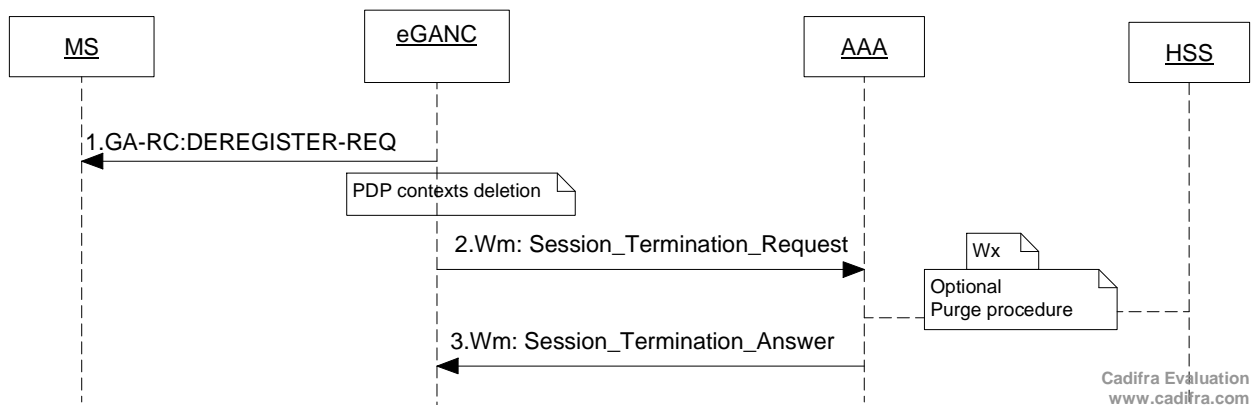 MS
eGANC
AAA
HSS
1.GA-RC:DEREGISTER-REQ
PDP contexts deletion
2.Wm: Session_Termination_Request
Wx
Optional
Purge procedure
3.Wm: Session_Termination_Answer
Cadifra Evaluation
www.cadifra.com